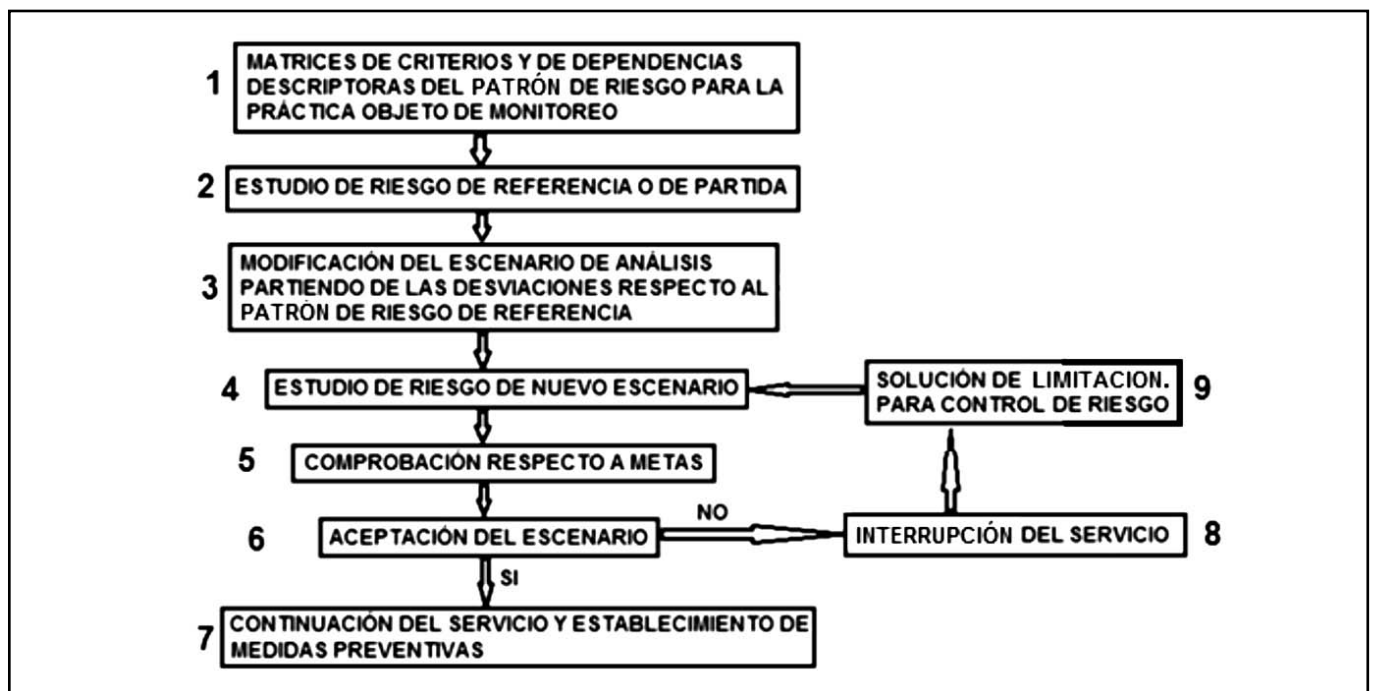 1
MATRICES DE CRITERIOS Y DE DEPENDENCIAS
DESCRIPTORAS DEL PATRÓN DE RIESGO PARA LA
PRÁCTICA OBJETO DE MONITOREO
2
ESTUDIO DE RIESGO DE REFERENCIA O DE PARTIDA
3
MODIFICACIÓN DEL ESCENARIO DE ANÁLISIS
PARTIENDO DE LAS DESVIACIONES RESPECTO AL
PATRÓN DE RIESGO DE REFERENCIA
4
ESTUDIO DE RIESGO DE NUEVO ESCENARIO
SOLUCIÓN DE LIMITACION.
PARA CONTROL DE RIESGO
9
5
COMPROBACIÓN RESPECTO A METAS
6
ACEPTACIÓN DEL ESCENARIO
NO
INTERRUPCIÓN DEL SERVICIO
8
SI
7
CONTINUACIÓN DEL SERVICIO Y ESTABLECIMIENTO DE
MEDIDAS PREVENTIVAS